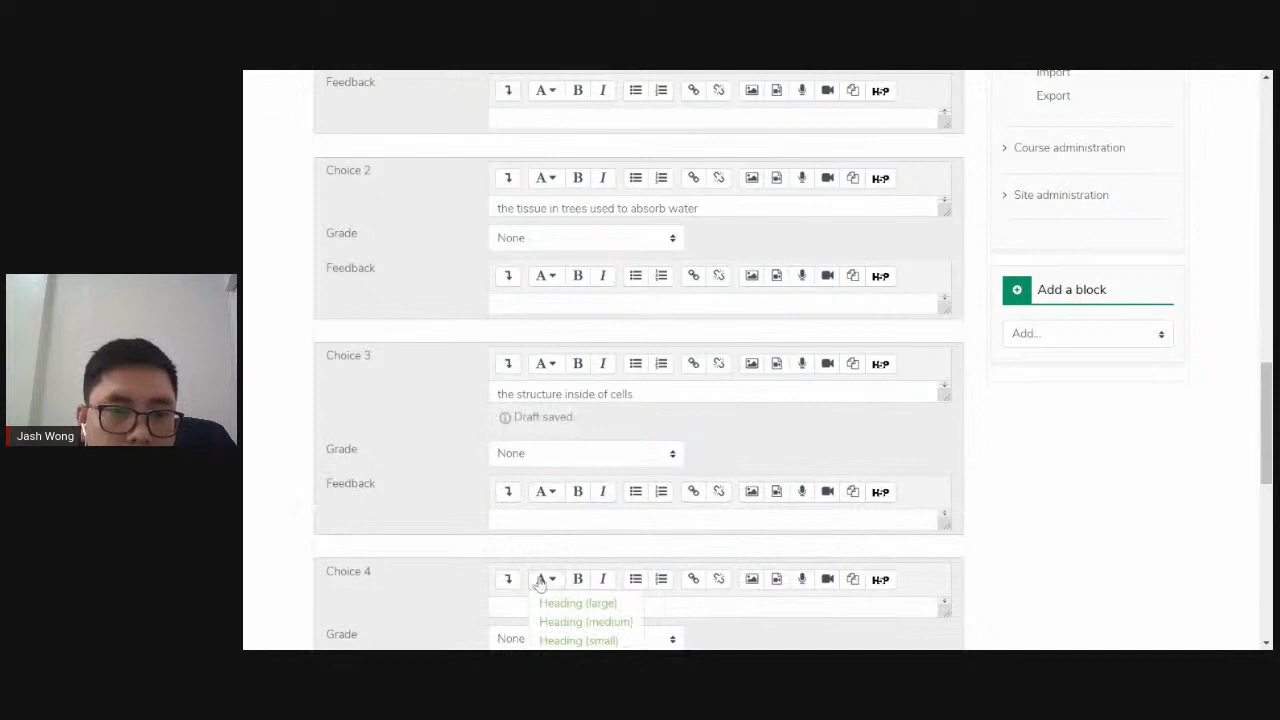 Feedback
H-P
Import
Export
Choice 2
H-P
Course administration
the tissue in trees used to absorb water
Site administration
Grade
None
Feedback
H-P
Add a block
Add...
Choice 3
H-P
the structure inside of cells
Draft saved.
Grade
None
Feedback
H-P
Jash Wong
Choice 4
H-P
Heading (large)
Heading (medium)
Grade
None
Heading (small)